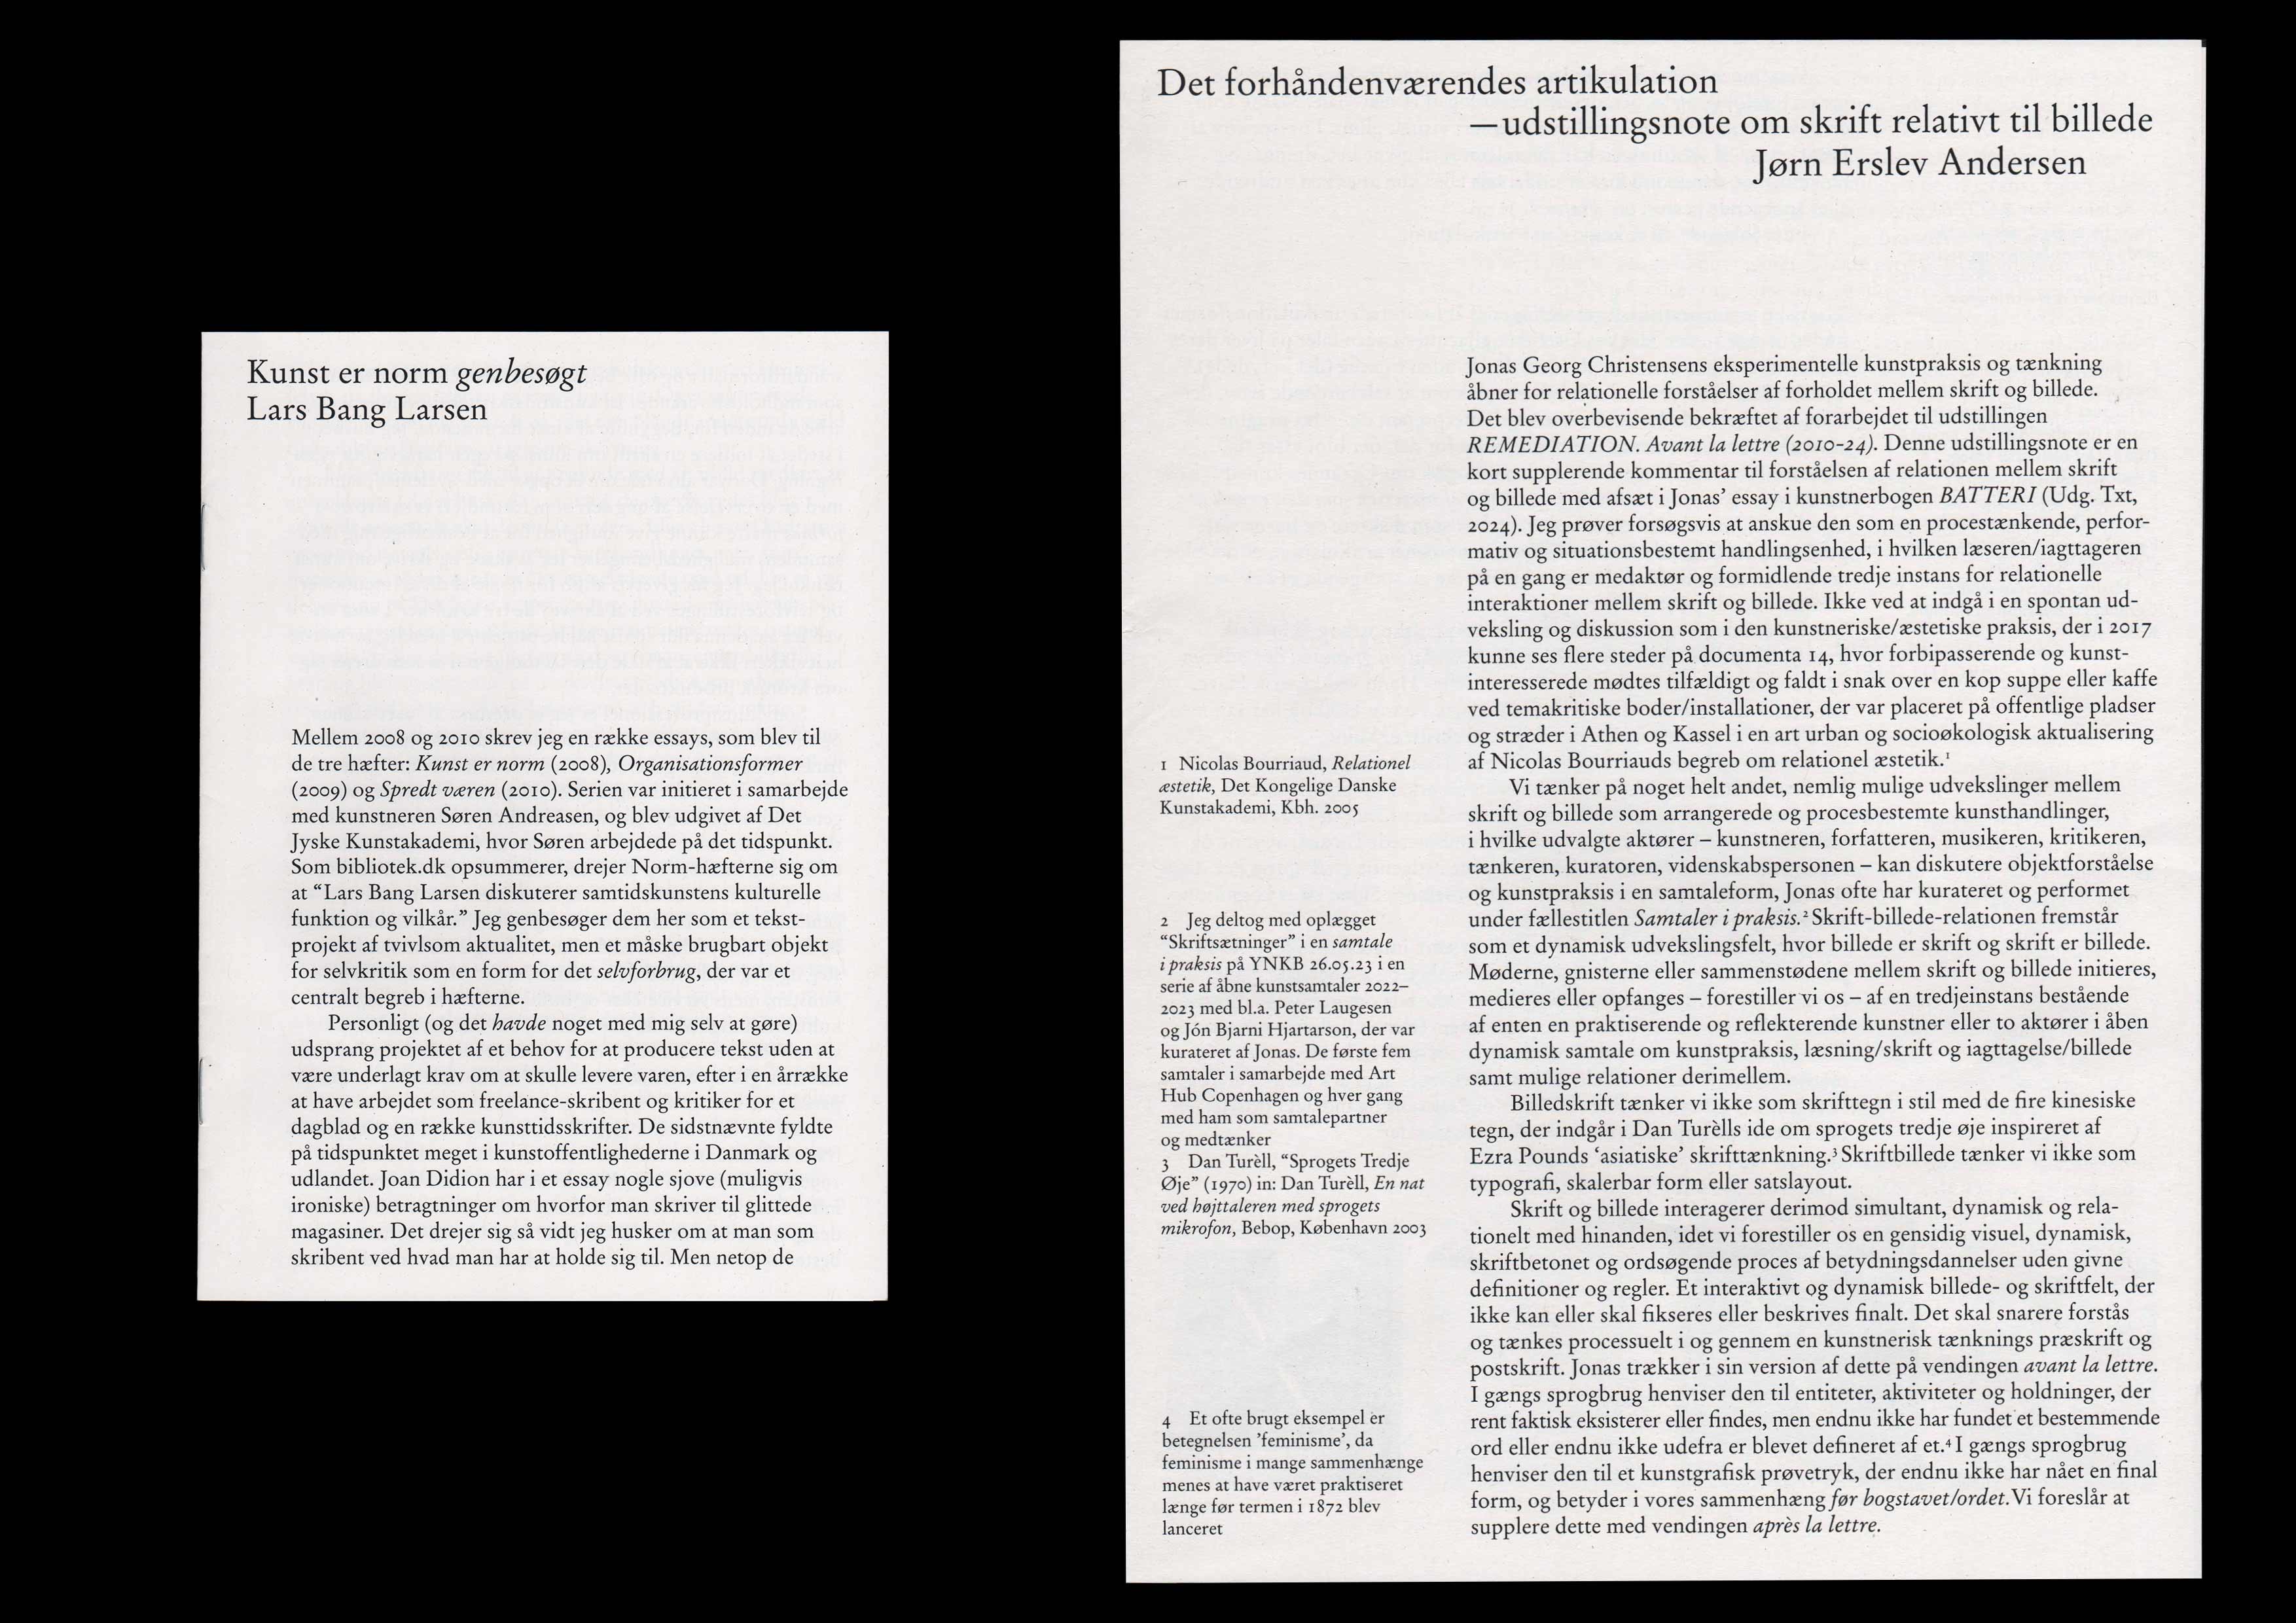 Kunst er norm genbesøgt
Lars Bang Larsen
Mellem 2008 og 2010 skrev jeg en række essays, som blev til
de tre hæfter: Kunst er norm (2008), Organisationsformer
(2009) og Spredt væren (2010). Serien var initieret i samarbejde
med kunstneren Søren Andreasen, og blev udgivet af Det
Jyske Kunstakademi, hvor Søren arbejdede på det tidspunkt.
Som bibliotek.dk opsummerer, drejer Norm-hæfterne sig om
at “Lars Bang Larsen diskuterer samtidskunstens kulturelle
funktion og vilkår.” Jeg genbesøger dem her som et tekst-
projekt af tvivlsom aktualitet, men et måske brugbart objekt
for selvkritik som en form for det selvforbrug, der var et
centralt begreb i hæfterne.
Personligt (og det havde noget med mig selv at gøre)
udsprang projektet af et behov for at producere tekst uden at
være underlagt krav om at skulle levere varen, efter i en årrække
at have arbejdet som freelance-skribent og kritiker for et
dagblad og en række kunsttidsskrifter. De sidstnævnte fyldte
på tidspunktet meget i kunstoffentlighederne i Danmark og
udlandet. Joan Didion har i et essay nogle sjove (muligvis
ironiske) betragtninger om hvorfor man skriver til glittede
magasiner. Det drejer sig så vidt jeg husker om at man som
skribent ved hvad man har at holde sig til. Men netop de
Det forhåndenværendes artikulation
—udstillingsnote om skrift relativt til billede
Jørn Erslev Andersen
Jonas Georg Christensens eksperimentelle kunstpraksis og tænkning
åbner for relationelle forståelser af forholdet mellem skrift og billede.
Det blev overbevisende bekræftet af forarbejdet til udstillingen
REMEDIATION. Avant la lettre (2010-24). Denne udstillingsnote er en
kort supplerende kommentar til forståelsen af relationen mellem skrift
og billede med afsæt i Jonas’ essay i kunstnerbogen BATTERI (Udg. Txt,
2024). Jeg prøver forsøgsvis at anskue den som en procestænkende, perfor-
mativ og situationsbestemt handlingsenhed, i hvilken læseren/iagttageren
på en gang er medaktør og formidlende tredje instans for relationelle
interaktioner mellem skrift og billede. Ikke ved at indgå i en spontan ud-
veksling og diskussion som i den kunstneriske/æstetiske praksis, der i 2017
kunne ses flere steder på documenta 14, hvor forbipasserende og kunst-
interesserede mødtes tilfældigt og faldt i snak over en kop suppe eller kaffe
ved temakritiske boder/installationer, der var placeret på offentlige pladser
og stræder i Athen og Kassel i en art urban og socioøkologisk aktualisering
af Nicolas Bourriauds begreb om relationel æstetik.¹
Vi tænker på noget helt andet, nemlig mulige udvekslinger mellem
skrift og billede som arrangerede og procesbestemte kunsthandlinger,
i hvilke udvalgte aktører – kunstneren, forfatteren, musikeren, kritikeren,
tænkeren, kuratoren, videnskabspersonen – kan diskutere objektforståelse
og kunstpraksis i en samtaleform, Jonas ofte har kurateret og performet
under fællestitlen Samtaler i praksis.² Skrift-billede-relationen fremstår
som et dynamisk udvekslingsfelt, hvor billede er skrift og skrift er billede.
Møderne, gnisterne eller sammenstødene mellem skrift og billede initieres,
medieres eller opfanges – forestiller vi os – af en tredjeinstans bestående
af enten en praktiserende og reflekterende kunstner eller to aktører i åben
dynamisk samtale om kunstpraksis, læsning/skrift og iagttagelse/billede
samt mulige relationer derimellem.
Billedskrift tænker vi ikke som skrifttegn i stil med de fire kinesiske
tegn, der indgår i Dan Turèlls ide om sprogets tredje øje inspireret af
Ezra Pounds ‘asiatiske’ skrifttænkning.³ Skriftbillede tænker vi ikke som
typografi, skalerbar form eller satslayout.
Skrift og billede interagerer derimod simultant, dynamisk og rela-
tionelt med hinanden, idet vi forestiller os en gensidig visuel, dynamisk,
skriftbetonet og ordsøgende proces af betydningsdannelser uden givne
definitioner og regler. Et interaktivt og dynamisk billede- og skriftfelt, der
ikke kan eller skal fikseres eller beskrives finalt. Det skal snarere forstås
og tænkes processuelt i og gennem en kunstnerisk tænknings præskrift og
postskrift. Jonas trækker i sin version af dette på vendingen avant la lettre.
I gængs sprogbrug henviser den til entiteter, aktiviteter og holdninger, der
rent faktisk eksisterer eller findes, men endnu ikke har fundet et bestemmende
ord eller endnu ikke udefra er blevet defineret af et.⁴ I gængs sprogbrug
henviser den til et kunstgrafisk prøvetryk, der endnu ikke har nået en final
form, og betyder i vores sammenhæng før bogstavet/ordet. Vi foreslår at
supplere dette med vendingen après la lettre.
1 Nicolas Bourriaud, Relationel
æstetik, Det Kongelige Danske
Kunstakademi, Kbh. 2005
2 Jeg deltog med oplægget
“Skriftsætninger” i en samtale
i praksis på YNKB 26.05.23 i en
serie af åbne kunstsamtaler 2022–
2023 med bl.a. Peter Laugesen
og Jón Bjarni Hjartarson, der var
kurateret af Jonas. De første fem
samtaler i samarbejde med Art
Hub Copenhagen og hver gang
med ham som samtalepartner
og medtænker
3 Dan Turèll, “Sprogets Tredje
Øje” (1970) in: Dan Turèll, En nat
ved højttaleren med sprogets
mikrofon, Bebop, København 2003
4 Et ofte brugt eksempel er
betegnelsen ’feminisme’, da
feminisme i mange sammenhænge
menes at have været praktiseret
længe før termen i 1872 blev
lanceret